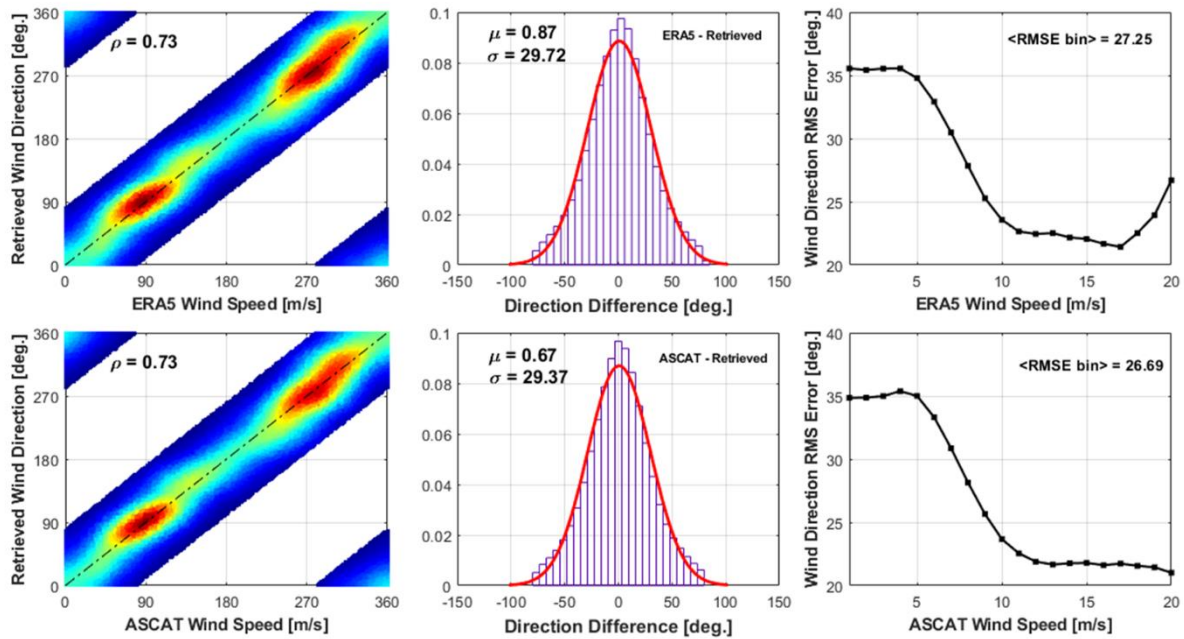 Retrieved Wind Direction [deg.]
360
270
180
90
0
ρ = 0.73
0 90 180 270 360
ERA5 Wind Speed [m/s]
0.1
0.08
0.06
0.04
0.02
0
μ = 0.87
σ = 29.72
ERA5 - Retrieved
-150 -100 -50 0 50 100 150
Direction Difference [deg.]
Wind Direction RMS Error [deg.]
40
35
30
25
20
<RMSE bin> = 27.25
5 10 15 20
ERA5 Wind Speed [m/s]
Retrieved Wind Direction [deg.]
360
270
180
90
0
ρ = 0.73
0 90 180 270 360
ASCAT Wind Speed [m/s]
0.1
0.08
0.06
0.04
0.02
0
μ = 0.67
σ = 29.37
ASCAT - Retrieved
-150 -100 -50 0 50 100 150
Direction Difference [deg.]
Wind Direction RMS Error [deg.]
40
35
30
25
20
<RMSE bin> = 26.69
5 10 15 20
ASCAT Wind Speed [m/s]